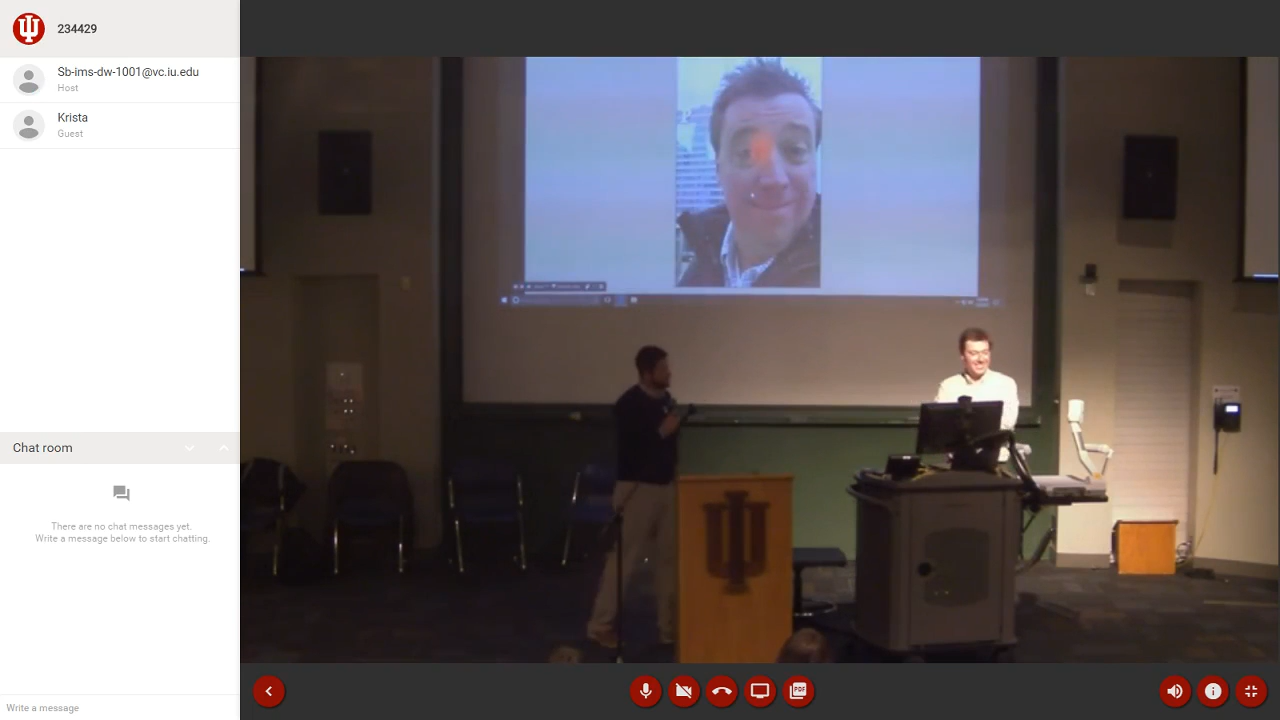 234429
Sb-ims-dw-1001@vc.iu.edu
Host
Krista
Guest
Chat room
There are no chat messages yet.
Write a message below to start chatting.
Write a message
PDF